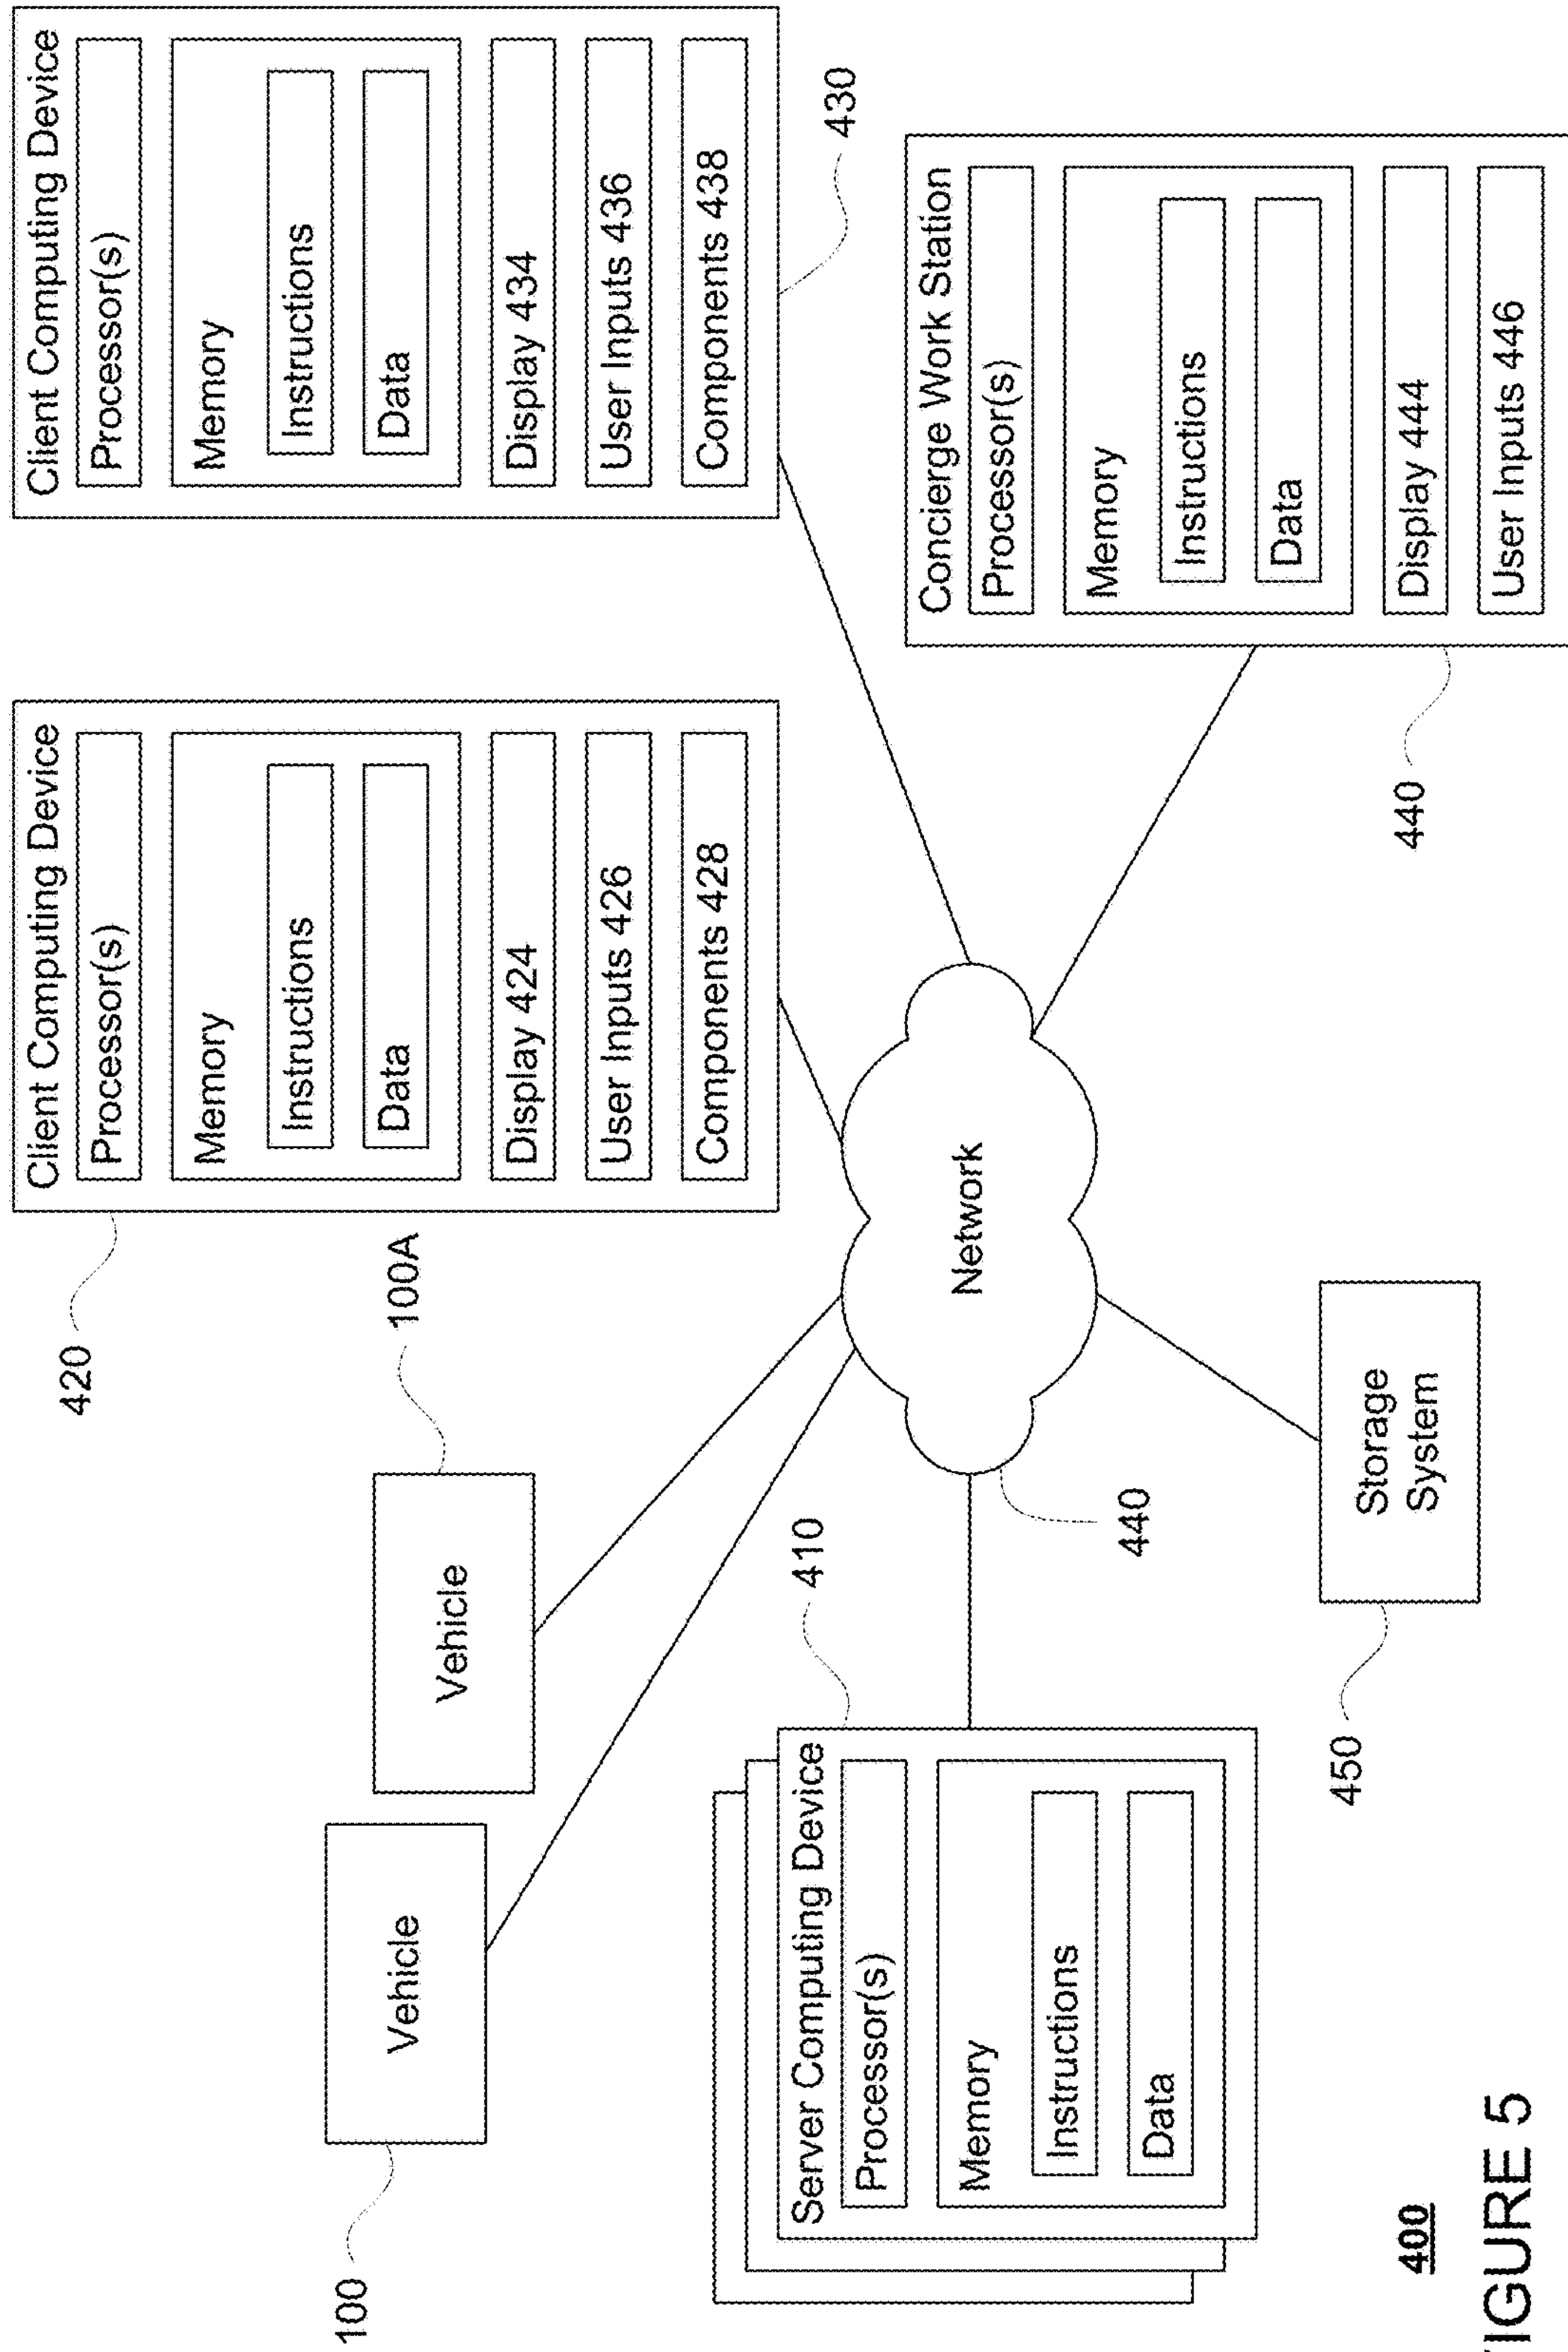 Client Computing Device
Processor(s)
Memory
Instructions
Data
Display 424
User Inputs 426
Components 428
420
Client Computing Device
Processor(s)
Memory
Instructions
Data
Display 434
User Inputs 436
Components 438
430
100
Vehicle
Vehicle
100A
Server Computing Device
Processor(s)
Memory
Instructions
Data
410
Network
440
Concierge Work Station
Processor(s)
Memory
Instructions
Data
Display 444
User Inputs 446
440
Storage
System
450
400
IGURE 5